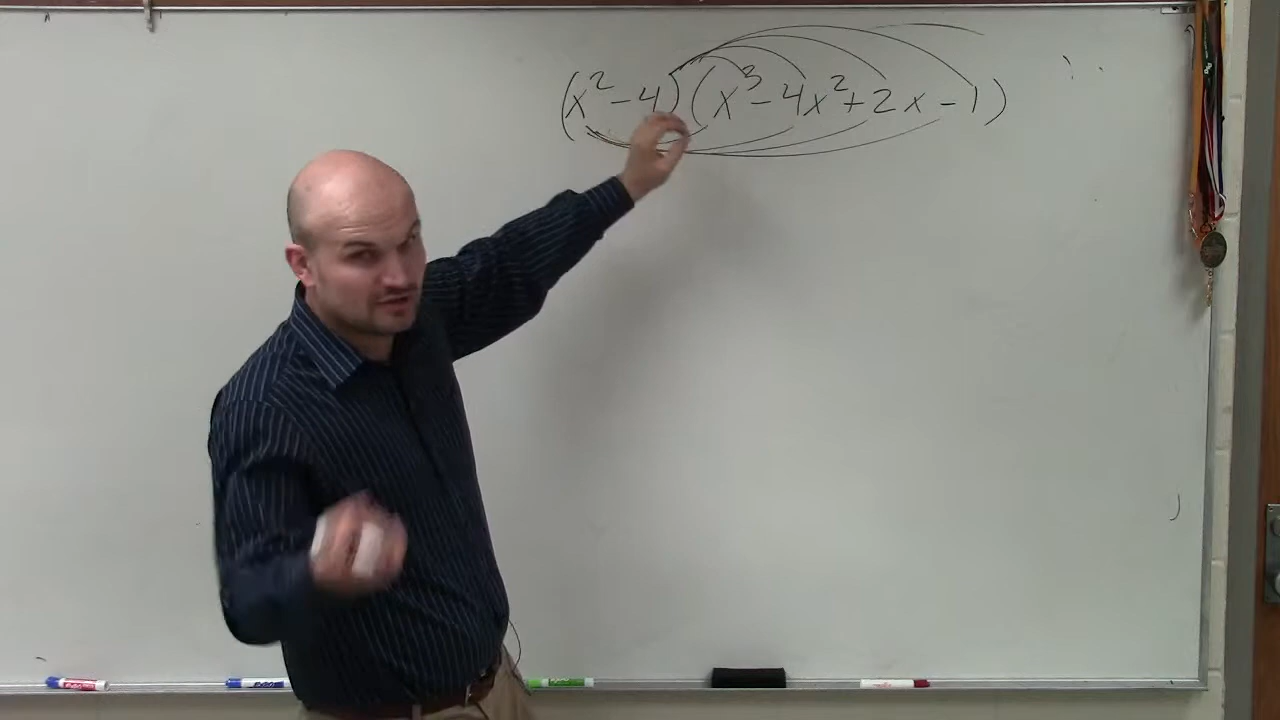 (x² - 4)(x³ - 4x² + 2x - 1)